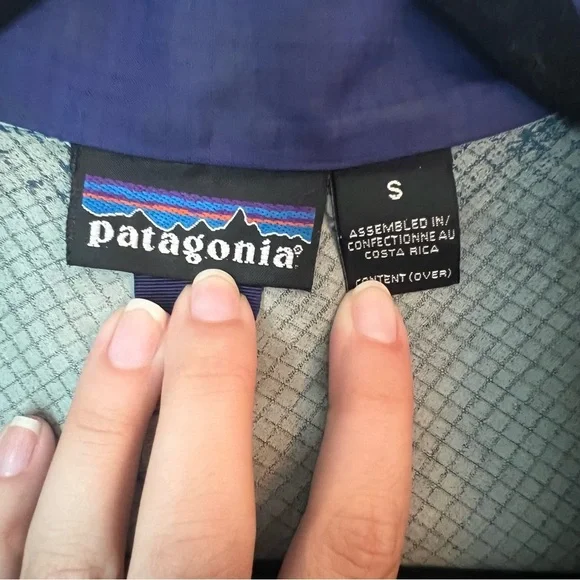 patagonia®
S
ASSEMBLED IN/
CONFECTIONNE AU
COSTA RICA
CONTENT (OVER)